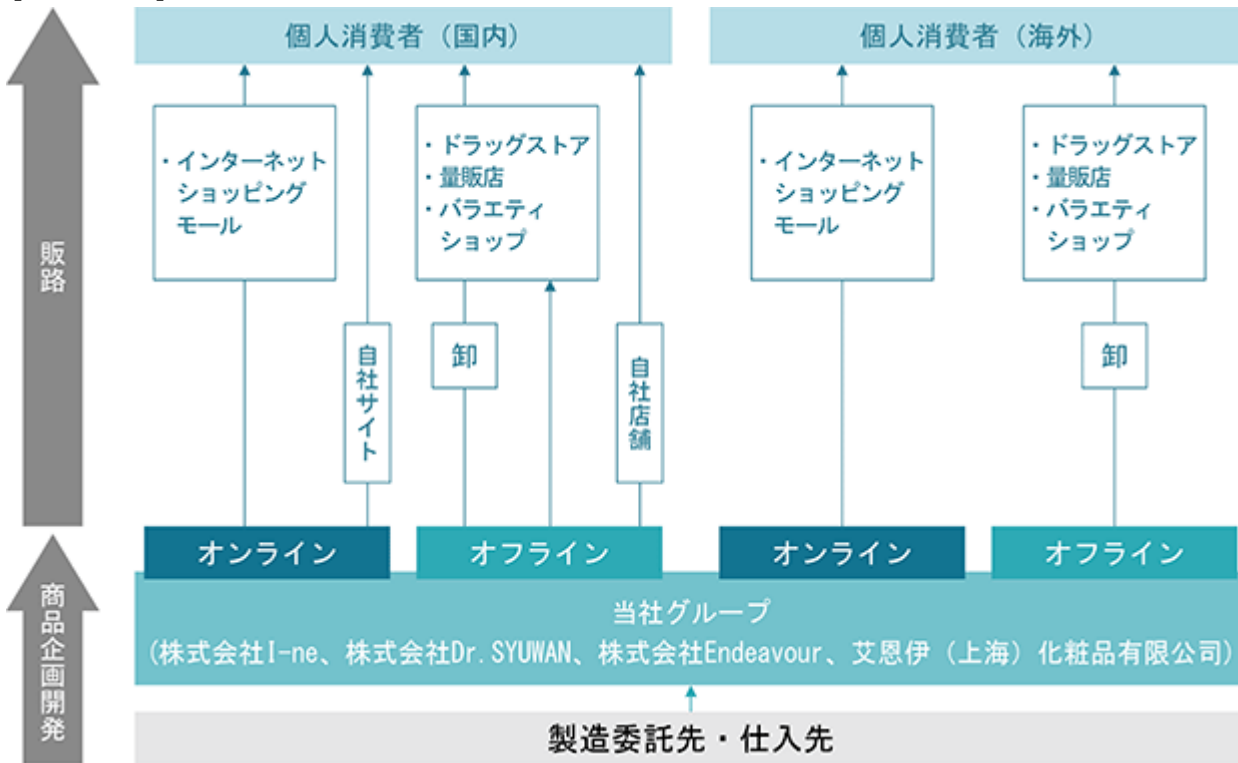 個人消費者（国内）
個人消費者（海外）
・インターネット
ショッピング
モール
・ドラッグストア
・量販店
・バラエティ
ショップ
・インターネット
ショッピング
モール
・ドラッグストア
・量販店
・バラエティ
ショップ
販路
自社サイト
卸
自社店舗
卸
オンライン
オフライン
オンライン
オフライン
商品企画開発
当社グループ
(株式会社I-ne、株式会社Dr.SYUWAN、株式会社Endeavour、艾恩伊（上海）化粧品有限公司)
製造委託先・仕入先